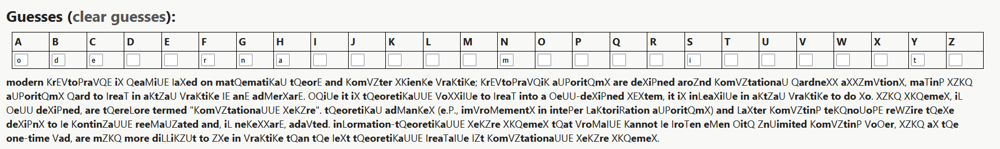 Guesses (clear guesses):
A B C D E F G H I J K L M N O P Q R S T U V W X Y Z
o d e r n a m i t
modern KrEVtoPraVQE iX QeaMiUE IaXed on matQematiKaU tQeorE and KomVZter XKienKe VraKtiKe; KrEVtoPraVQiK aUPoritQmX are deXiPned aroZnd KomVZtationaU QardneXX aXXZmVtionX, maTinP XZKQ
aUPoritQmX Qard to IreaT in aKtZaU VraKtiKe IE anE adMerXarE. OQiUe it iX tQeoretiKaUUE VoXXiIUe to IreaT into a OeUU-deXiPned XEXtem, it iX inLeaXiIUe in aKtZaU VraKtiKe to do Xo. XZKQ XKQemeX, iL
OeUU deXiPned, are tQereLore termed "KomVZtationaUUE XeKZre". tQeoretiKaU adManKeX (e.P., imVroMementX in intePer LaKtoriRation aUPoritQmX) and LaXter KomVZtinP teKQnoUoPE reWZire tQeXe
deXiPnX to Ie KontinZaUUE reeMaUZated and, iL neKeXXarE, adaVted. inLormation-tQeoretiKaUUE XeKZre XKQemeX tQat VroMaIUE Kannot Ie IroTen eMen OitQ ZnUimited KomVZtinP VoOer, XZKQ aX tQe
one-time Vad, are mZKQ more diLLiKZUt to ZXe in VraKtiKe tQan tQe IeXt tQeoretiKaUUE IreaTaIUe IZt KomVZtationaUUE XeKZre XKQemeX.